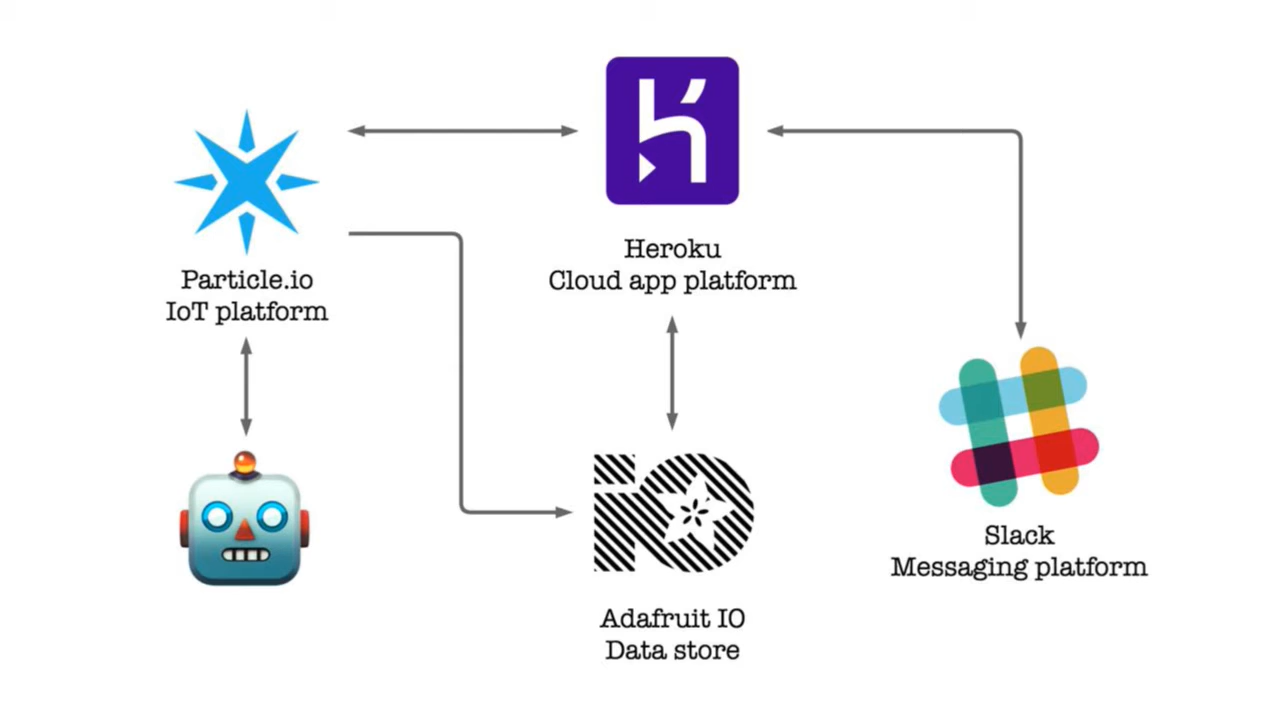 Particle.io
IoT platform
Heroku
Cloud app platform
Adafruit IO
Data store
Slack
Messaging platform